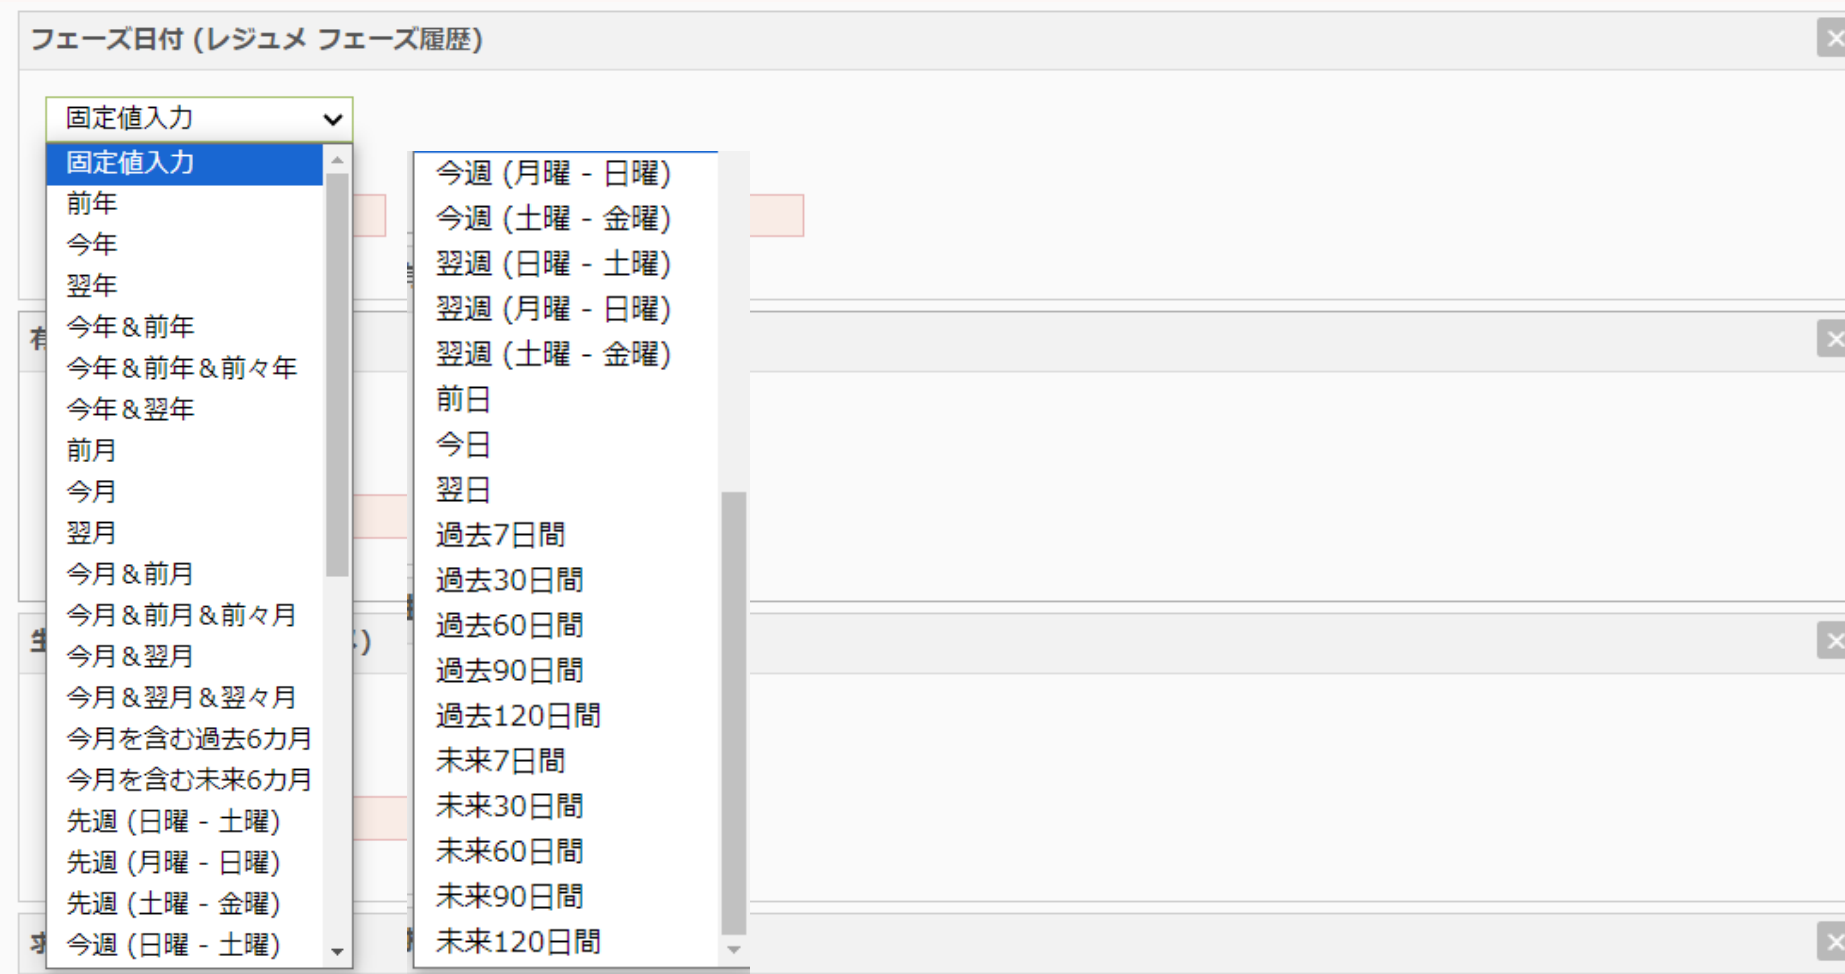 フェーズ日付 (レジュメ フェーズ履歴)
固定値入力
固定値入力
前年
今年
翌年
今年＆前年
今年＆前年＆前々年
今年＆翌年
前月
今月
翌月
今月＆前月
今月＆前月＆前々月
今月＆翌月
今月＆翌月＆翌々月
今月を含む過去6カ月
今月を含む未来6カ月
先週 (日曜 - 土曜)
先週 (月曜 - 日曜)
先週 (土曜 - 金曜)
今週 (日曜 - 土曜)
今週 (月曜 - 日曜)
今週 (土曜 - 金曜)
翌週 (日曜 - 土曜)
翌週 (月曜 - 日曜)
翌週 (土曜 - 金曜)
前日
今日
翌日
過去7日間
過去30日間
過去60日間
過去90日間
過去120日間
未来7日間
未来30日間
未来60日間
未来90日間
未来120日間